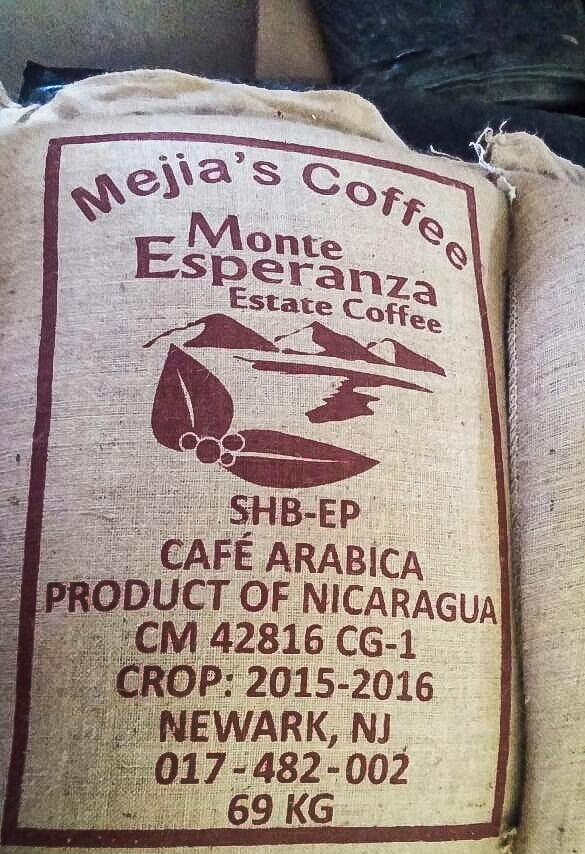 Mejia's Coffee
Monte
Esperanza
Estate Coffee
SHB-EP
CAFÉ ARABICA
PRODUCT OF NICARAGUA
CM 42816 CG-1
CROP: 2015-2016
NEWARK, NJ
017-482-002
69 KG